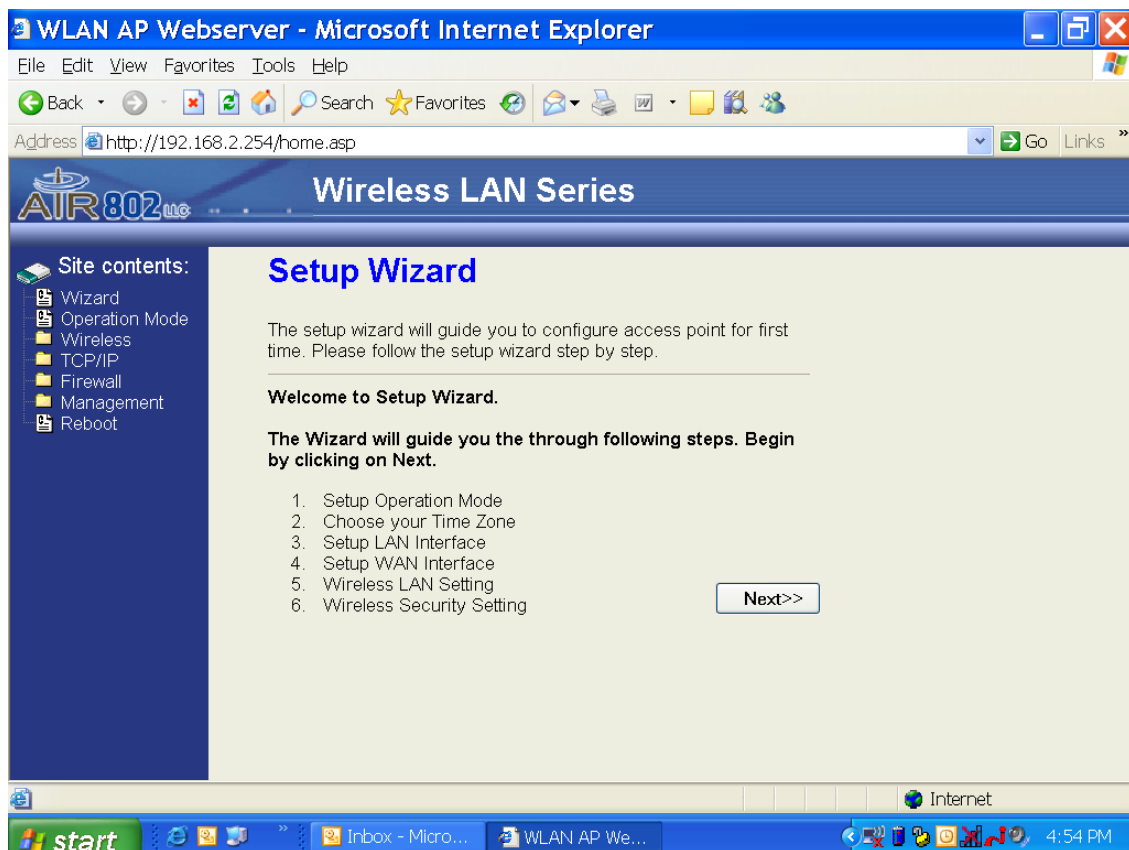 WLAN AP Webserver - Microsoft Internet Explorer
File Edit View Favorites Tools Help
Back Search Favorites
Address http://192.168.2.254/home.asp Go Links »
AIR802 LLC Wireless LAN Series
Site contents:
Wizard
Operation Mode
Wireless
TCP/IP
Firewall
Management
Reboot
Setup Wizard
The setup wizard will guide you to configure access point for first
time. Please follow the setup wizard step by step.
Welcome to Setup Wizard.
The Wizard will guide you the through following steps. Begin
by clicking on Next.
1. Setup Operation Mode
2. Choose your Time Zone
3. Setup LAN Interface
4. Setup WAN Interface
5. Wireless LAN Setting
6. Wireless Security Setting
Next>>
Internet
start » Inbox - Micro... WLAN AP We... 4:54 PM